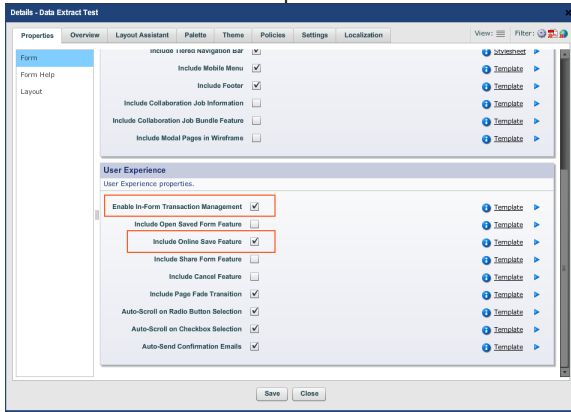 Details - Data Extract Test
Properties Overview Layout Assistant Palette Theme Policies Settings Localization View: Filter:
Form
Form Help
Layout
Include Tiered Navigation Bar Stylesheet
Include Mobile Menu Template
Include Footer Template
Include Collaboration Job Information Template
Include Collaboration Job Bundle Feature Template
Include Modal Pages in Wireframe Template
User Experience
User Experience properties.
Enable In-Form Transaction Management Template
Include Open Saved Form Feature Template
Include Online Save Feature Template
Include Share Form Feature Template
Include Cancel Feature Template
Include Page Fade Transition Template
Auto-Scroll on Radio Button Selection Template
Auto-Scroll on Checkbox Selection Template
Auto-Send Confirmation Emails Template
Save Close